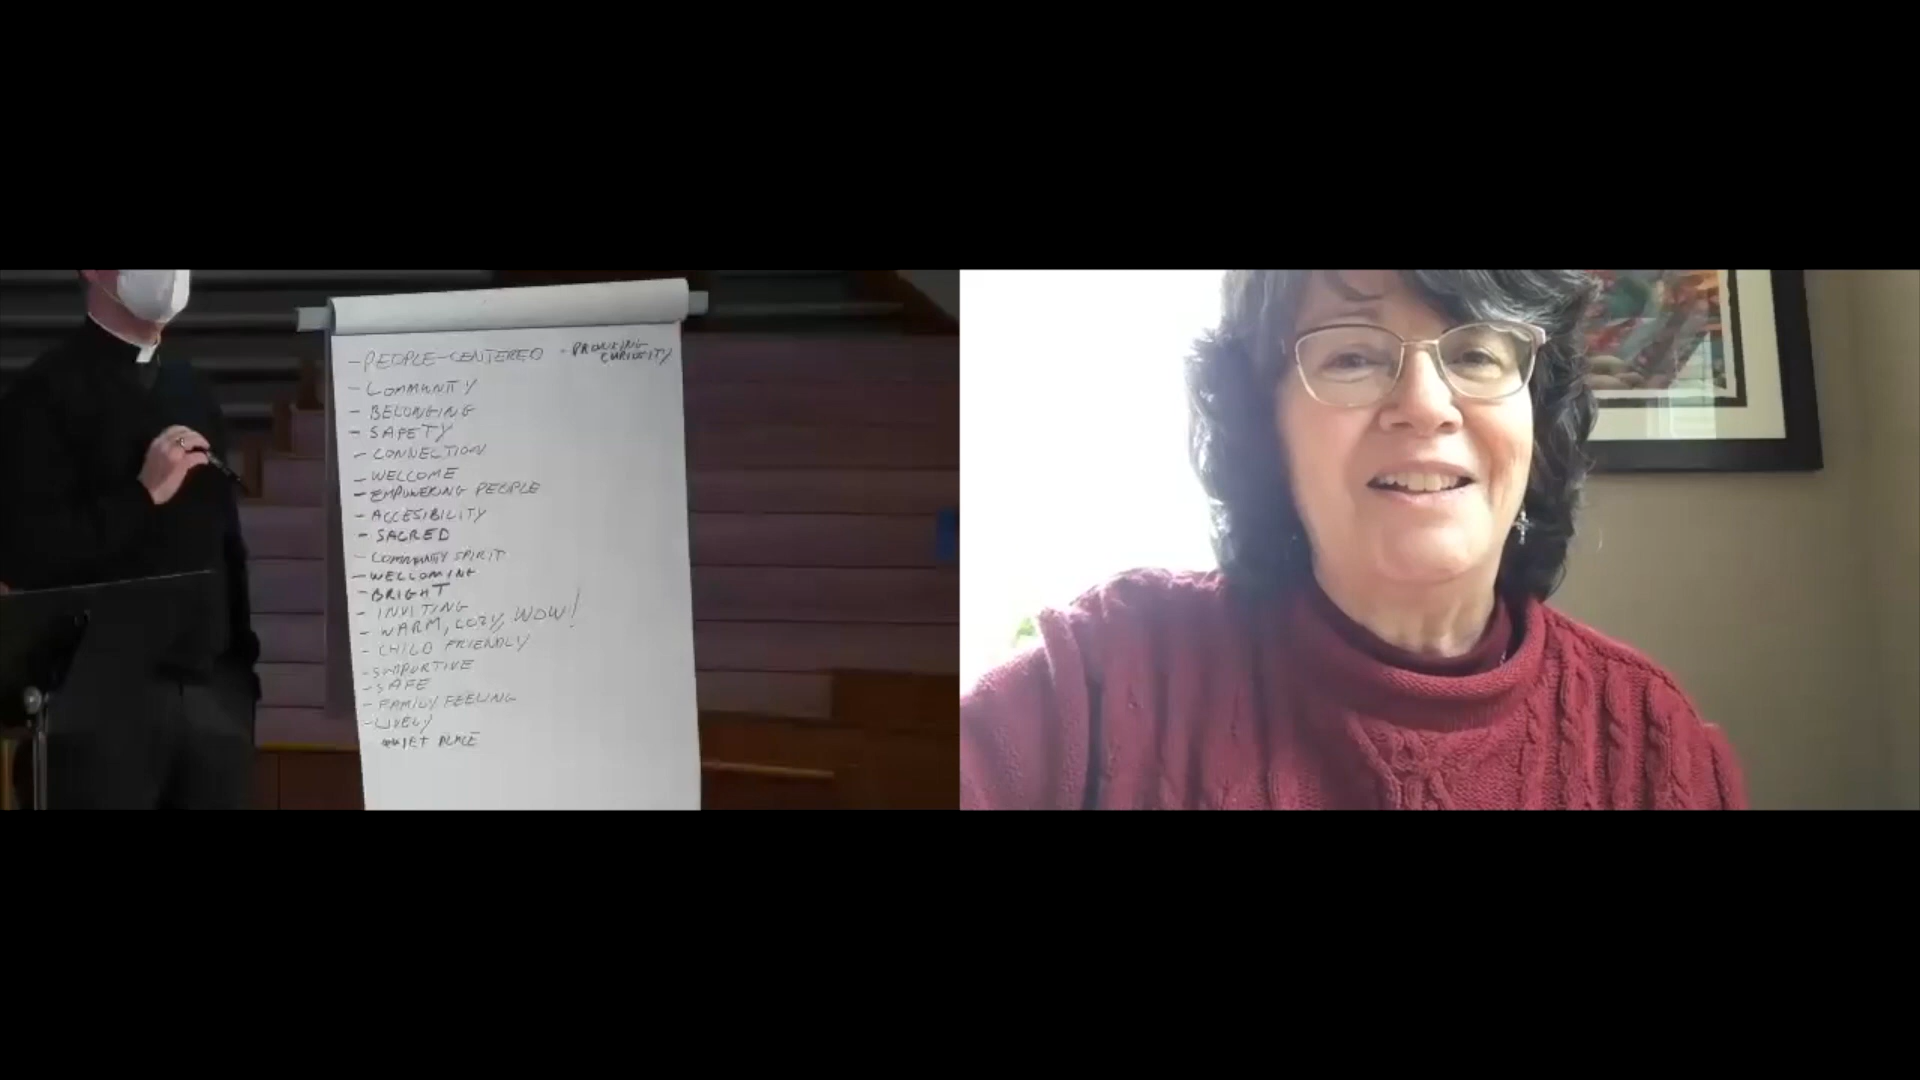 - PEOPLE-CENTERED - PROVOKING
CURIOSITY
- COMMUNITY
- BELONGING
- SAFETY
- CONNECTION
- WELCOME
- EMPOWERING PEOPLE
- ACCESIBILITY
- SACRED
- COMMUNITY SPIRIT
- WELCOMING
- BRIGHT
- INVITING
- WARM, COZY, WOW!
- CHILD FRIENDLY
- SUPPORTIVE
- SAFE
- FAMILY FEELING
- LIVELY
QUIET PLACE